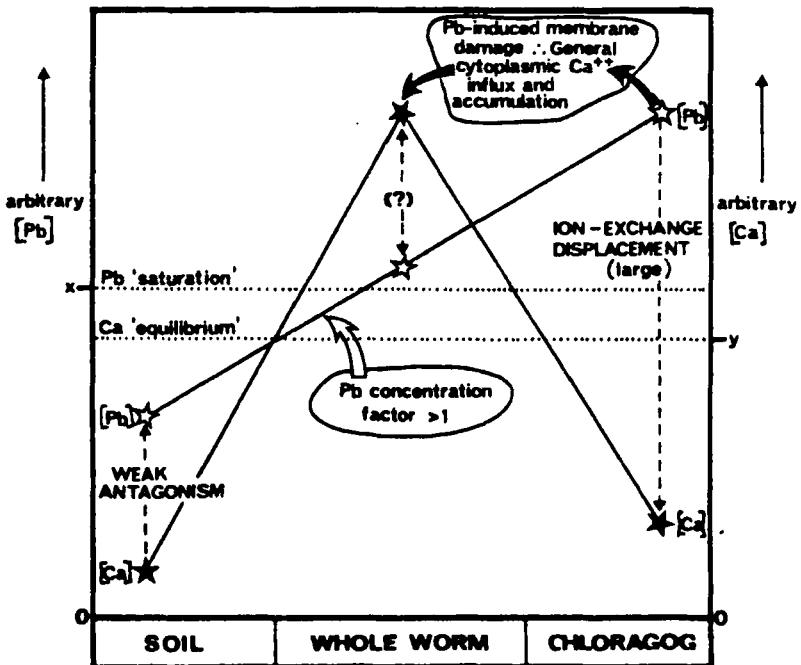 Pb-induced membrane
damage ∴ General
cytoplasmic Ca++
influx and
accumulation
[Pb]
arbitrary
[Pb]
arbitrary
[Ca]
(?)
ION-EXCHANGE
DISPLACEMENT
(large)
x
Pb 'saturation'
Ca 'equilibrium'
y
Pb concentration
factor >1
[Pb]
WEAK
ANTAGONISM
[Ca]
[Ca]
0
0
SOIL
WHOLE WORM
CHLORAGOG